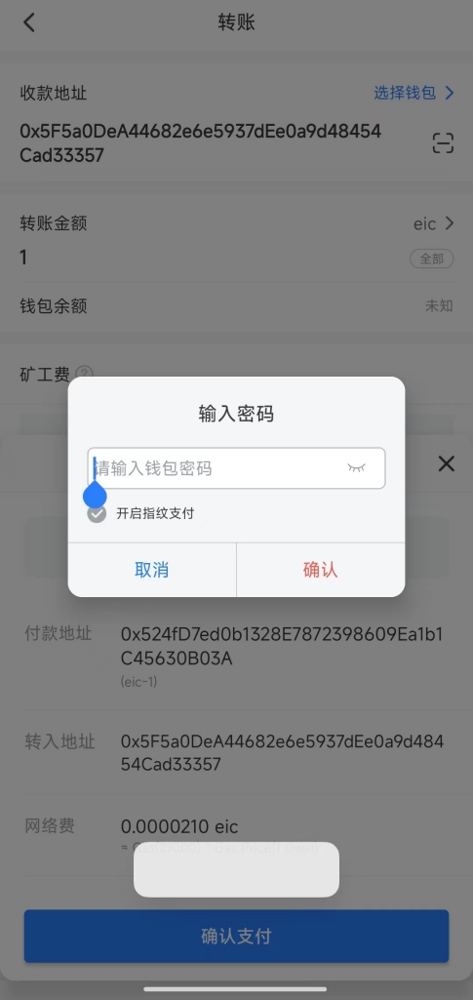 转账
收款地址
选择钱包
0x5F5a0DeA44682e6e5937dEe0a9d48454
Cad33357
转账金额
eic
1
全部
钱包余额
未知
矿工费
输入密码
请输入钱包密码
开启指纹支付
取消
确认
付款地址
0x524fD7ed0b1328E7872398609Ea1b1
C45630B03A
(eic-1)
转入地址
0x5F5a0DeA44682e6e5937dEe0a9d484
54Cad33357
网络费
0.0000210 eic
确认支付